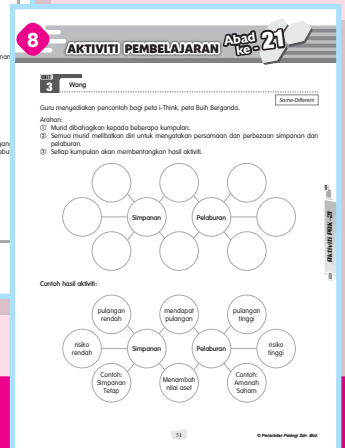 8
AKTIVITI PEMBELAJARAN Abad ke-21
UNIT
3
Wang
Same-Different
Guru menyediakan pencontoh bagi peta i-Think, peta Buih Berganda.
Arahan:
① Murid dibahagikan kepada beberapa kumpulan.
② Semua murid melibatkan diri untuk menyatakan persamaan dan perbezaan simpanan dan
pelaburan.
③ Setiap kumpulan akan membentangkan hasil aktiviti.
Simpanan
Pelaburan
Contoh hasil aktiviti:
pulangan
rendah
mendapat
pulangan
pulangan
tinggi
risiko
rendah
Simpanan
Pelaburan
risiko
tinggi
Contoh:
Simpanan
Tetap
Menambah
nilai aset
Contoh:
Amanah
Saham
Aktiviti PAK-21
51
© Penerbitan Pelangi Sdn. Bhd.